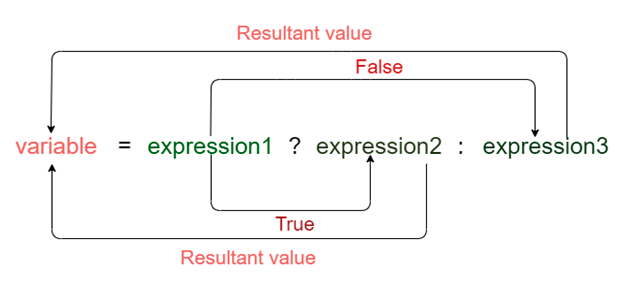 Resultant value
False
variable = expression1 ? expression2 : expression3
True
Resultant value